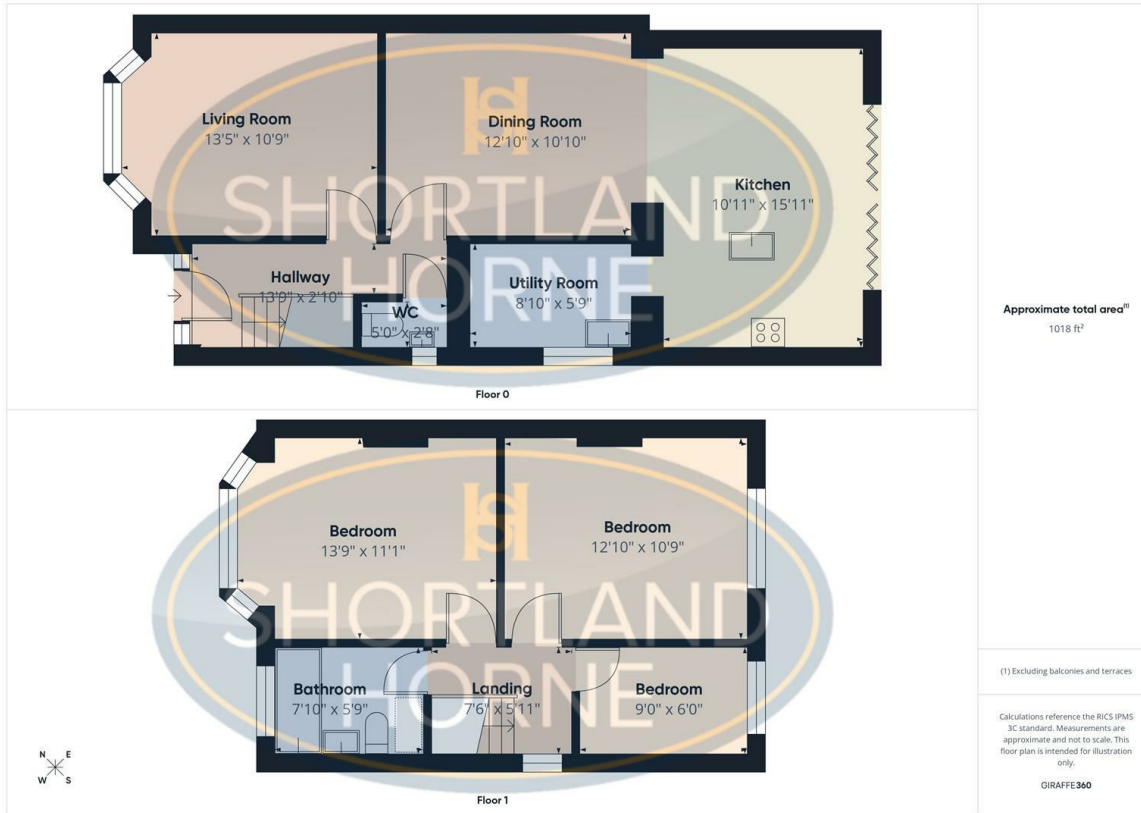 Living Room
13'5" x 10'9"
Dining Room
12'10" x 10'10"
Kitchen
10'11" x 15'11"
Hallway
13'9" x 2'10"
WC
5'0" x 2'8"
Utility Room
8'10" x 5'9"
SHORTLAND
HORNE
Floor 0
Bedroom
13'9" x 11'1"
Bedroom
12'10" x 10'9"
Bathroom
7'10" x 5'9"
Landing
7'6" x 5'11"
Bedroom
9'0" x 6'0"
SHORTLAND
HORNE
N E
W S
Floor 1
Approximate total area(1)
1018 ft²
(1) Excluding balconies and terraces
Calculations reference the RICS IPMS
3C standard. Measurements are
approximate and not to scale. This
floor plan is intended for illustration
only.
GIRAFFE360